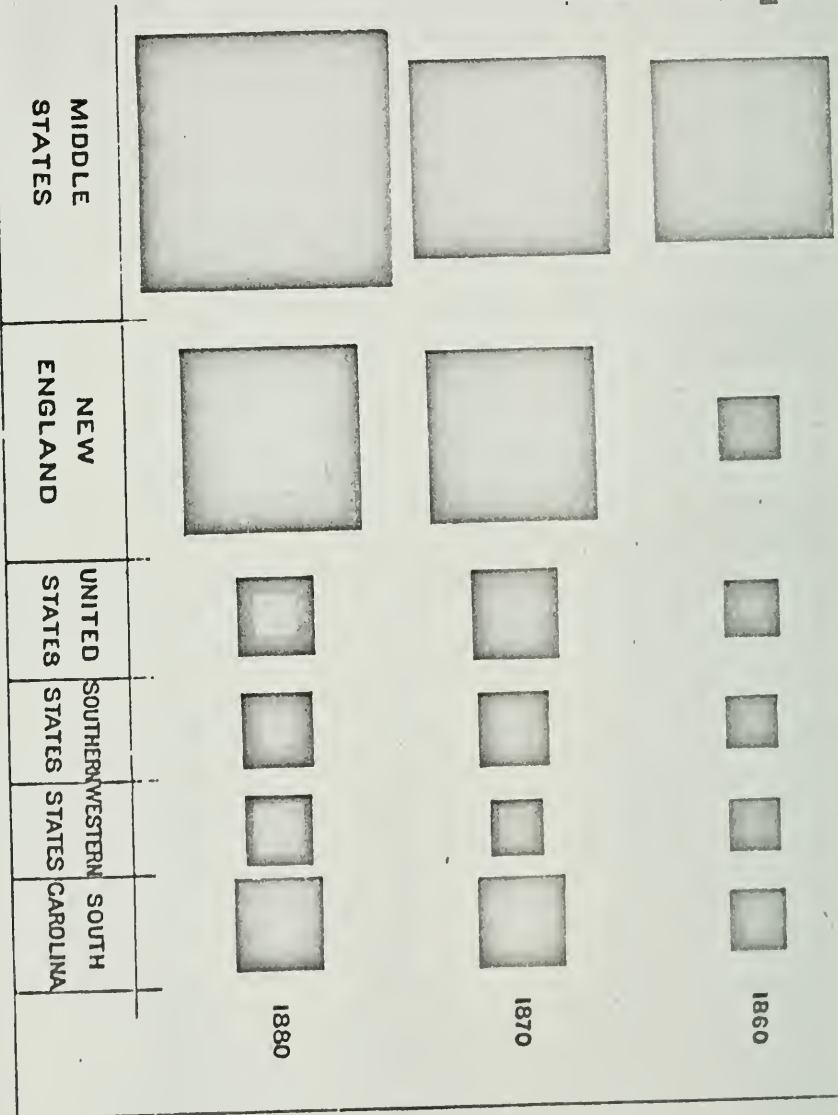 MIDDLE
STATES
NEW
ENGLAND
UNITED
STATES
SOUTHERN
STATES
WESTERN
STATES
SOUTH
CAROLINA
1860
1870
1880